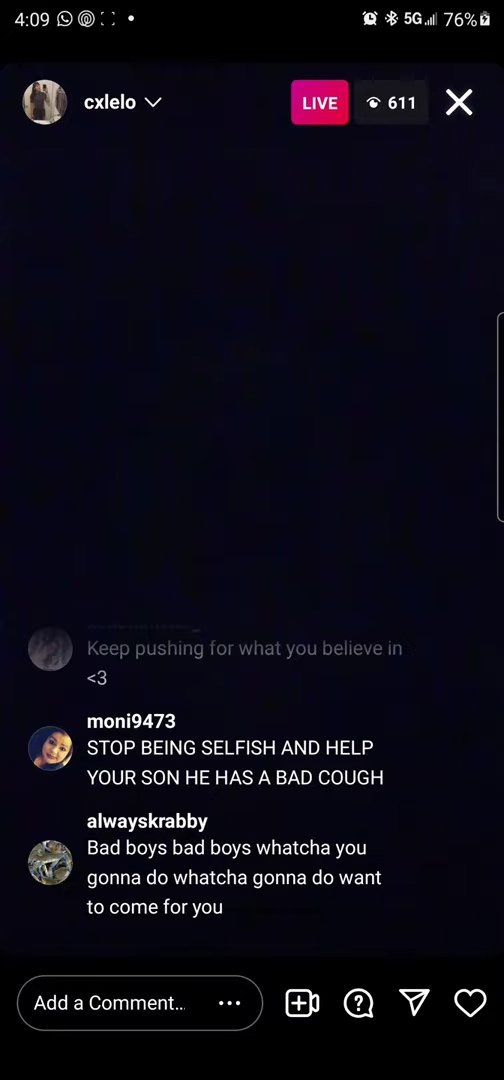 4:09 5G 76%
cxlelo LIVE 611
Keep pushing for what you believe in
<3
moni9473
STOP BEING SELFISH AND HELP
YOUR SON HE HAS A BAD COUGH
alwayskrabby
Bad boys bad boys whatcha you
gonna do whatcha gonna do want
to come for you
Add a Comment...